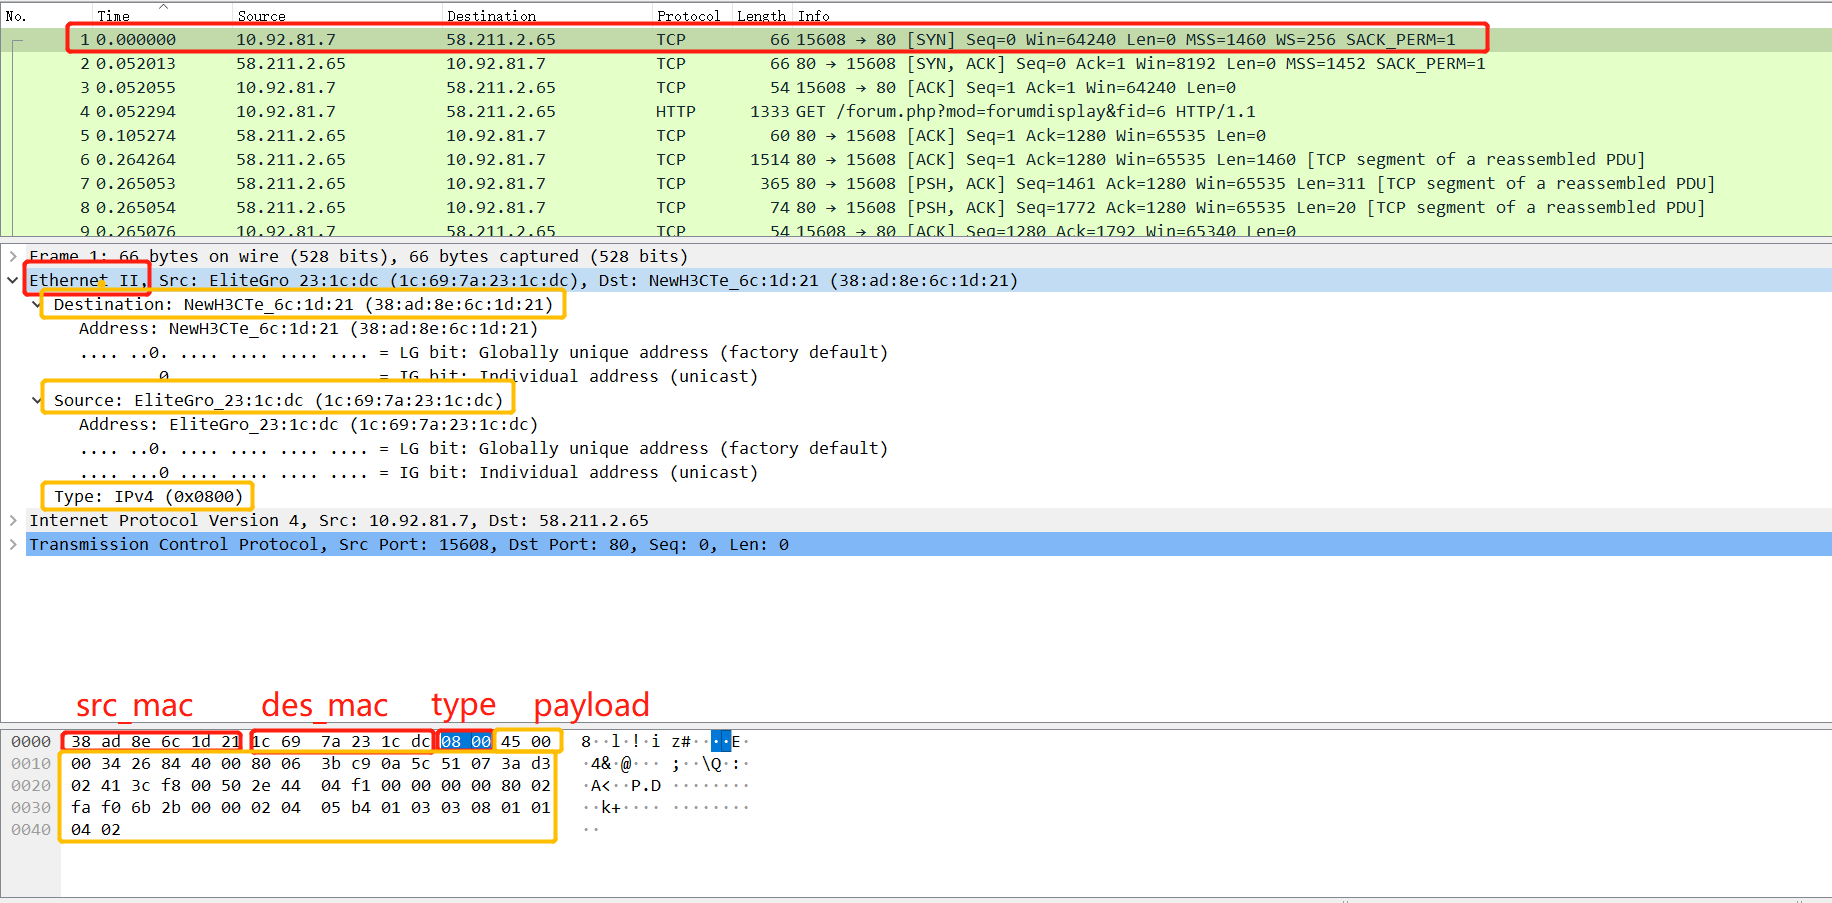 No. Time Source Destination Protocol Length Info
1 0.000000 10.92.81.7 58.211.2.65 TCP 66 15608 → 80 [SYN] Seq=0 Win=64240 Len=0 MSS=1460 WS=256 SACK_PERM=1
2 0.052013 58.211.2.65 10.92.81.7 TCP 66 80 → 15608 [SYN, ACK] Seq=0 Ack=1 Win=8192 Len=0 MSS=1452 SACK_PERM=1
3 0.052055 10.92.81.7 58.211.2.65 TCP 54 15608 → 80 [ACK] Seq=1 Ack=1 Win=64240 Len=0
4 0.052294 10.92.81.7 58.211.2.65 HTTP 1333 GET /forum.php?mod=forumdisplay&fid=6 HTTP/1.1
5 0.105274 58.211.2.65 10.92.81.7 TCP 60 80 → 15608 [ACK] Seq=1 Ack=1280 Win=65535 Len=0
6 0.264264 58.211.2.65 10.92.81.7 TCP 1514 80 → 15608 [ACK] Seq=1 Ack=1280 Win=65535 Len=1460 [TCP segment of a reassembled PDU]
7 0.265053 58.211.2.65 10.92.81.7 TCP 365 80 → 15608 [PSH, ACK] Seq=1461 Ack=1280 Win=65535 Len=311 [TCP segment of a reassembled PDU]
8 0.265054 58.211.2.65 10.92.81.7 TCP 74 80 → 15608 [PSH, ACK] Seq=1772 Ack=1280 Win=65535 Len=20 [TCP segment of a reassembled PDU]
9 0.265076 10.92.81.7 58.211.2.65 TCP 54 15608 → 80 [ACK] Seq=1280 Ack=1792 Win=65340 Len=0
Frame 1: 66 bytes on wire (528 bits), 66 bytes captured (528 bits)
Ethernet II, Src: EliteGro_23:1c:dc (1c:69:7a:23:1c:dc), Dst: NewH3CTe_6c:1d:21 (38:ad:8e:6c:1d:21)
Destination: NewH3CTe_6c:1d:21 (38:ad:8e:6c:1d:21)
Address: NewH3CTe_6c:1d:21 (38:ad:8e:6c:1d:21)
.... ..0. .... .... .... .... = LG bit: Globally unique address (factory default)
0 = IG bit: Individual address (unicast)
Source: EliteGro_23:1c:dc (1c:69:7a:23:1c:dc)
Address: EliteGro_23:1c:dc (1c:69:7a:23:1c:dc)
.... ..0. .... .... .... .... = LG bit: Globally unique address (factory default)
.... ...0 .... .... .... .... = IG bit: Individual address (unicast)
Type: IPv4 (0x0800)
Internet Protocol Version 4, Src: 10.92.81.7, Dst: 58.211.2.65
Transmission Control Protocol, Src Port: 15608, Dst Port: 80, Seq: 0, Len: 0
src_mac des_mac type payload
0000 38 ad 8e 6c 1d 21 1c 69 7a 23 1c dc 08 00 45 00 8··l·!·i z#····E·
0010 00 34 26 84 40 00 80 06 3b c9 0a 5c 51 07 3a d3 ·4&·@··· ;··\Q·:·
0020 02 41 3c f8 00 50 2e 44 04 f1 00 00 00 00 80 02 ·A<··P.D ········
0030 fa f0 6b 2b 00 00 02 04 05 b4 01 03 03 08 01 01 ··k+···· ········
0040 04 02 ··